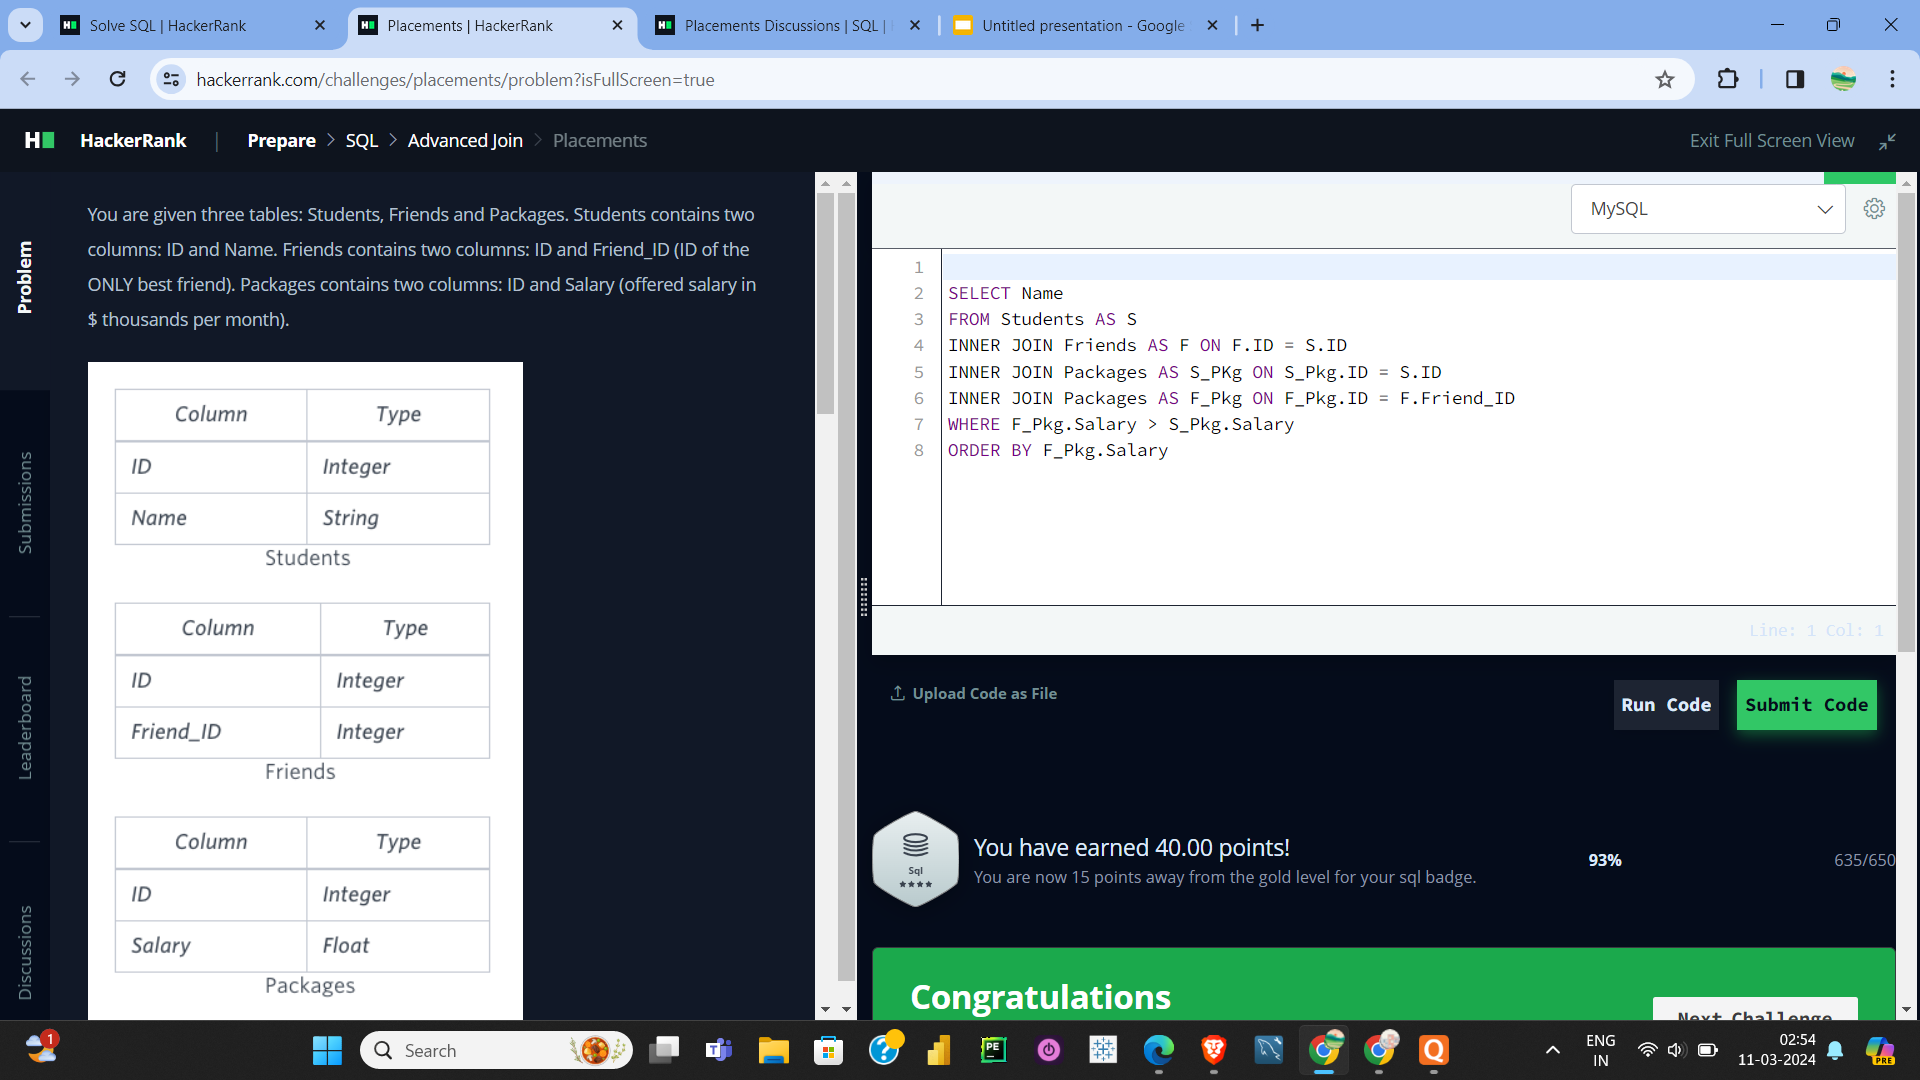 Solve SQL | HackerRank
Placements | HackerRank
Placements Discussions | SQL |
Untitled presentation - Google
hackerrank.com/challenges/placements/problem?isFullScreen=true
H
HackerRank | Prepare > SQL > Advanced Join > Placements
Exit Full Screen View
Problem
Submissions
Leaderboard
Discussions
You are given three tables: Students, Friends and Packages. Students contains two
columns: ID and Name. Friends contains two columns: ID and Friend_ID (ID of the
ONLY best friend). Packages contains two columns: ID and Salary (offered salary in
$ thousands per month).
Column Type
ID Integer
Name String
Students
Column Type
ID Integer
Friend_ID Integer
Friends
Column Type
ID Integer
Salary Float
Packages
MySQL
1
2 SELECT Name
3 FROM Students AS S
4 INNER JOIN Friends AS F ON F.ID = S.ID
5 INNER JOIN Packages AS S_PKg ON S_Pkg.ID = S.ID
6 INNER JOIN Packages AS F_Pkg ON F_Pkg.ID = F.Friend_ID
7 WHERE F_Pkg.Salary > S_Pkg.Salary
8 ORDER BY F_Pkg.Salary
Line: 1 Col: 1
Upload Code as File
Run Code
Submit Code
Sql
You have earned 40.00 points!
You are now 15 points away from the gold level for your sql badge.
93%
635/650
Congratulations
Next Challenge
1
Search
PE
ENG
IN
02:54
11-03-2024
PRE